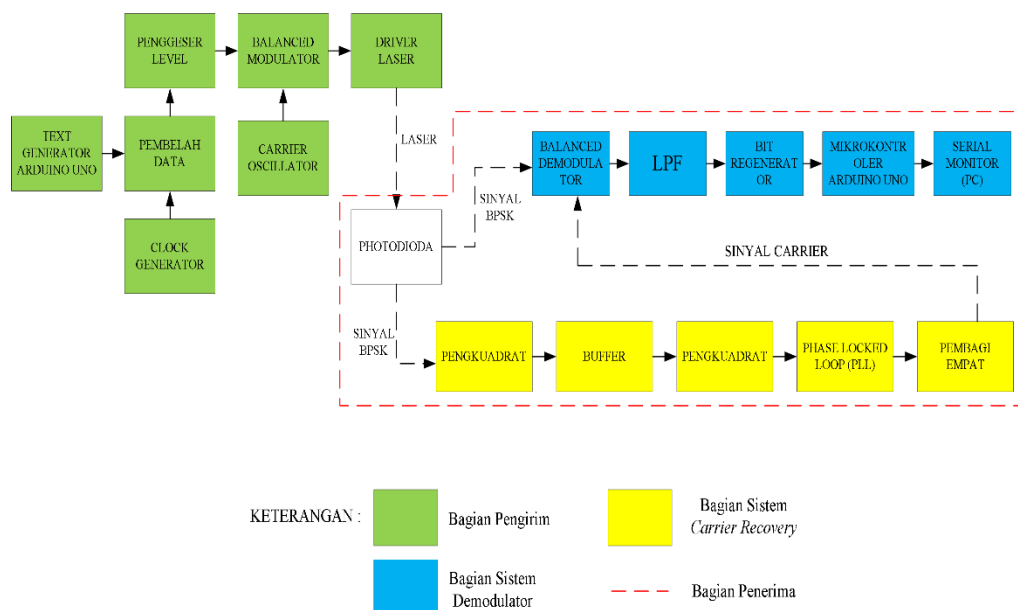 PENGGESER
LEVEL
BALANCED
MODULATOR
DRIVER
LASER
TEXT
GENERATOR
ARDUINO UNO
PEMBELAH
DATA
CARRIER
OSCILLATOR
CLOCK
GENERATOR
LASER
PHOTODIODA
SINYAL
BPSK
BALANCED
DEMODULA
TOR
LPF
BIT
REGENERAT
OR
MIKROKONT
ROLER
ARDUINO UNO
SERIAL
MONITOR
(PC)
SINYAL CARRIER
SINYAL
BPSK
PENGKUADRAT
BUFFER
PENGKUADRAT
PHASE LOCKED
LOOP (PLL)
PEMBAGI
EMPAT
KETERANGAN :
Bagian Pengirim
Bagian Sistem
Carrier Recovery
Bagian Sistem
Demodulator
Bagian Penerima